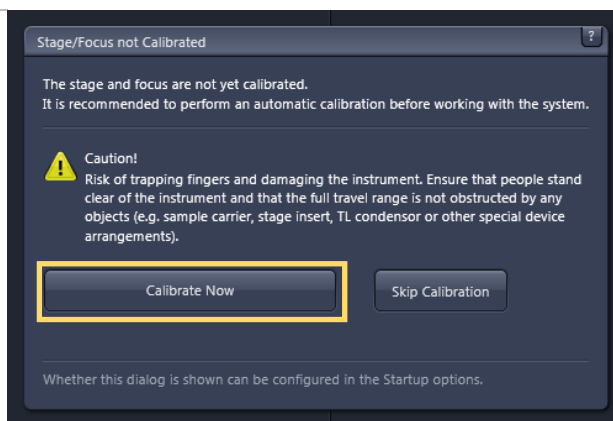 Stage/Focus not Calibrated
?
The stage and focus are not yet calibrated.
It is recommended to perform an automatic calibration before working with the system.
Caution!
Risk of trapping fingers and damaging the instrument. Ensure that people stand
clear of the instrument and that the full travel range is not obstructed by any
objects (e.g. sample carrier, stage insert, TL condensor or other special device
arrangements).
Calibrate Now
Skip Calibration
Whether this dialog is shown can be configured in the Startup options.